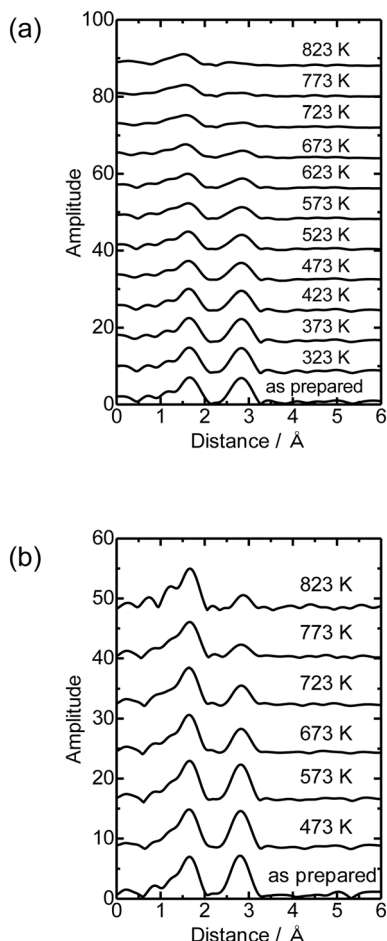 (a)
100
80
60
40
20
0
Amplitude
823 K
773 K
723 K
673 K
623 K
573 K
523 K
473 K
423 K
373 K
323 K
as prepared
0 1 2 3 4 5 6
Distance / Å
(b)
60
50
40
30
20
10
0
Amplitude
823 K
773 K
723 K
673 K
573 K
473 K
as prepared
0 1 2 3 4 5 6
Distance / Å